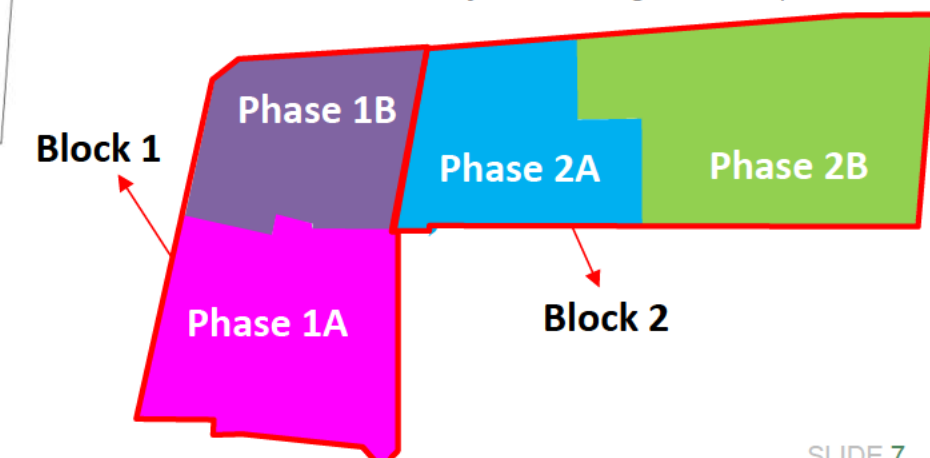 Phase 1B
Block 1
Phase 2A
Phase 2B
Phase 1A
Block 2
SLIDE 7